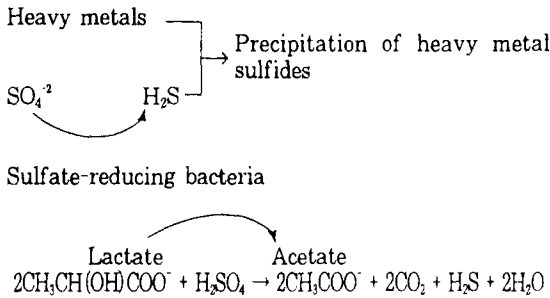 Heavy metals
Precipitation of heavy metal
sulfides
SO₄⁻² H₂S
Sulfate-reducing bacteria
Lactate Acetate
2CH₃CH(OH)COO⁻ + H₂SO₄ → 2CH₃COO⁻ + 2CO₂ + H₂S + 2H₂O